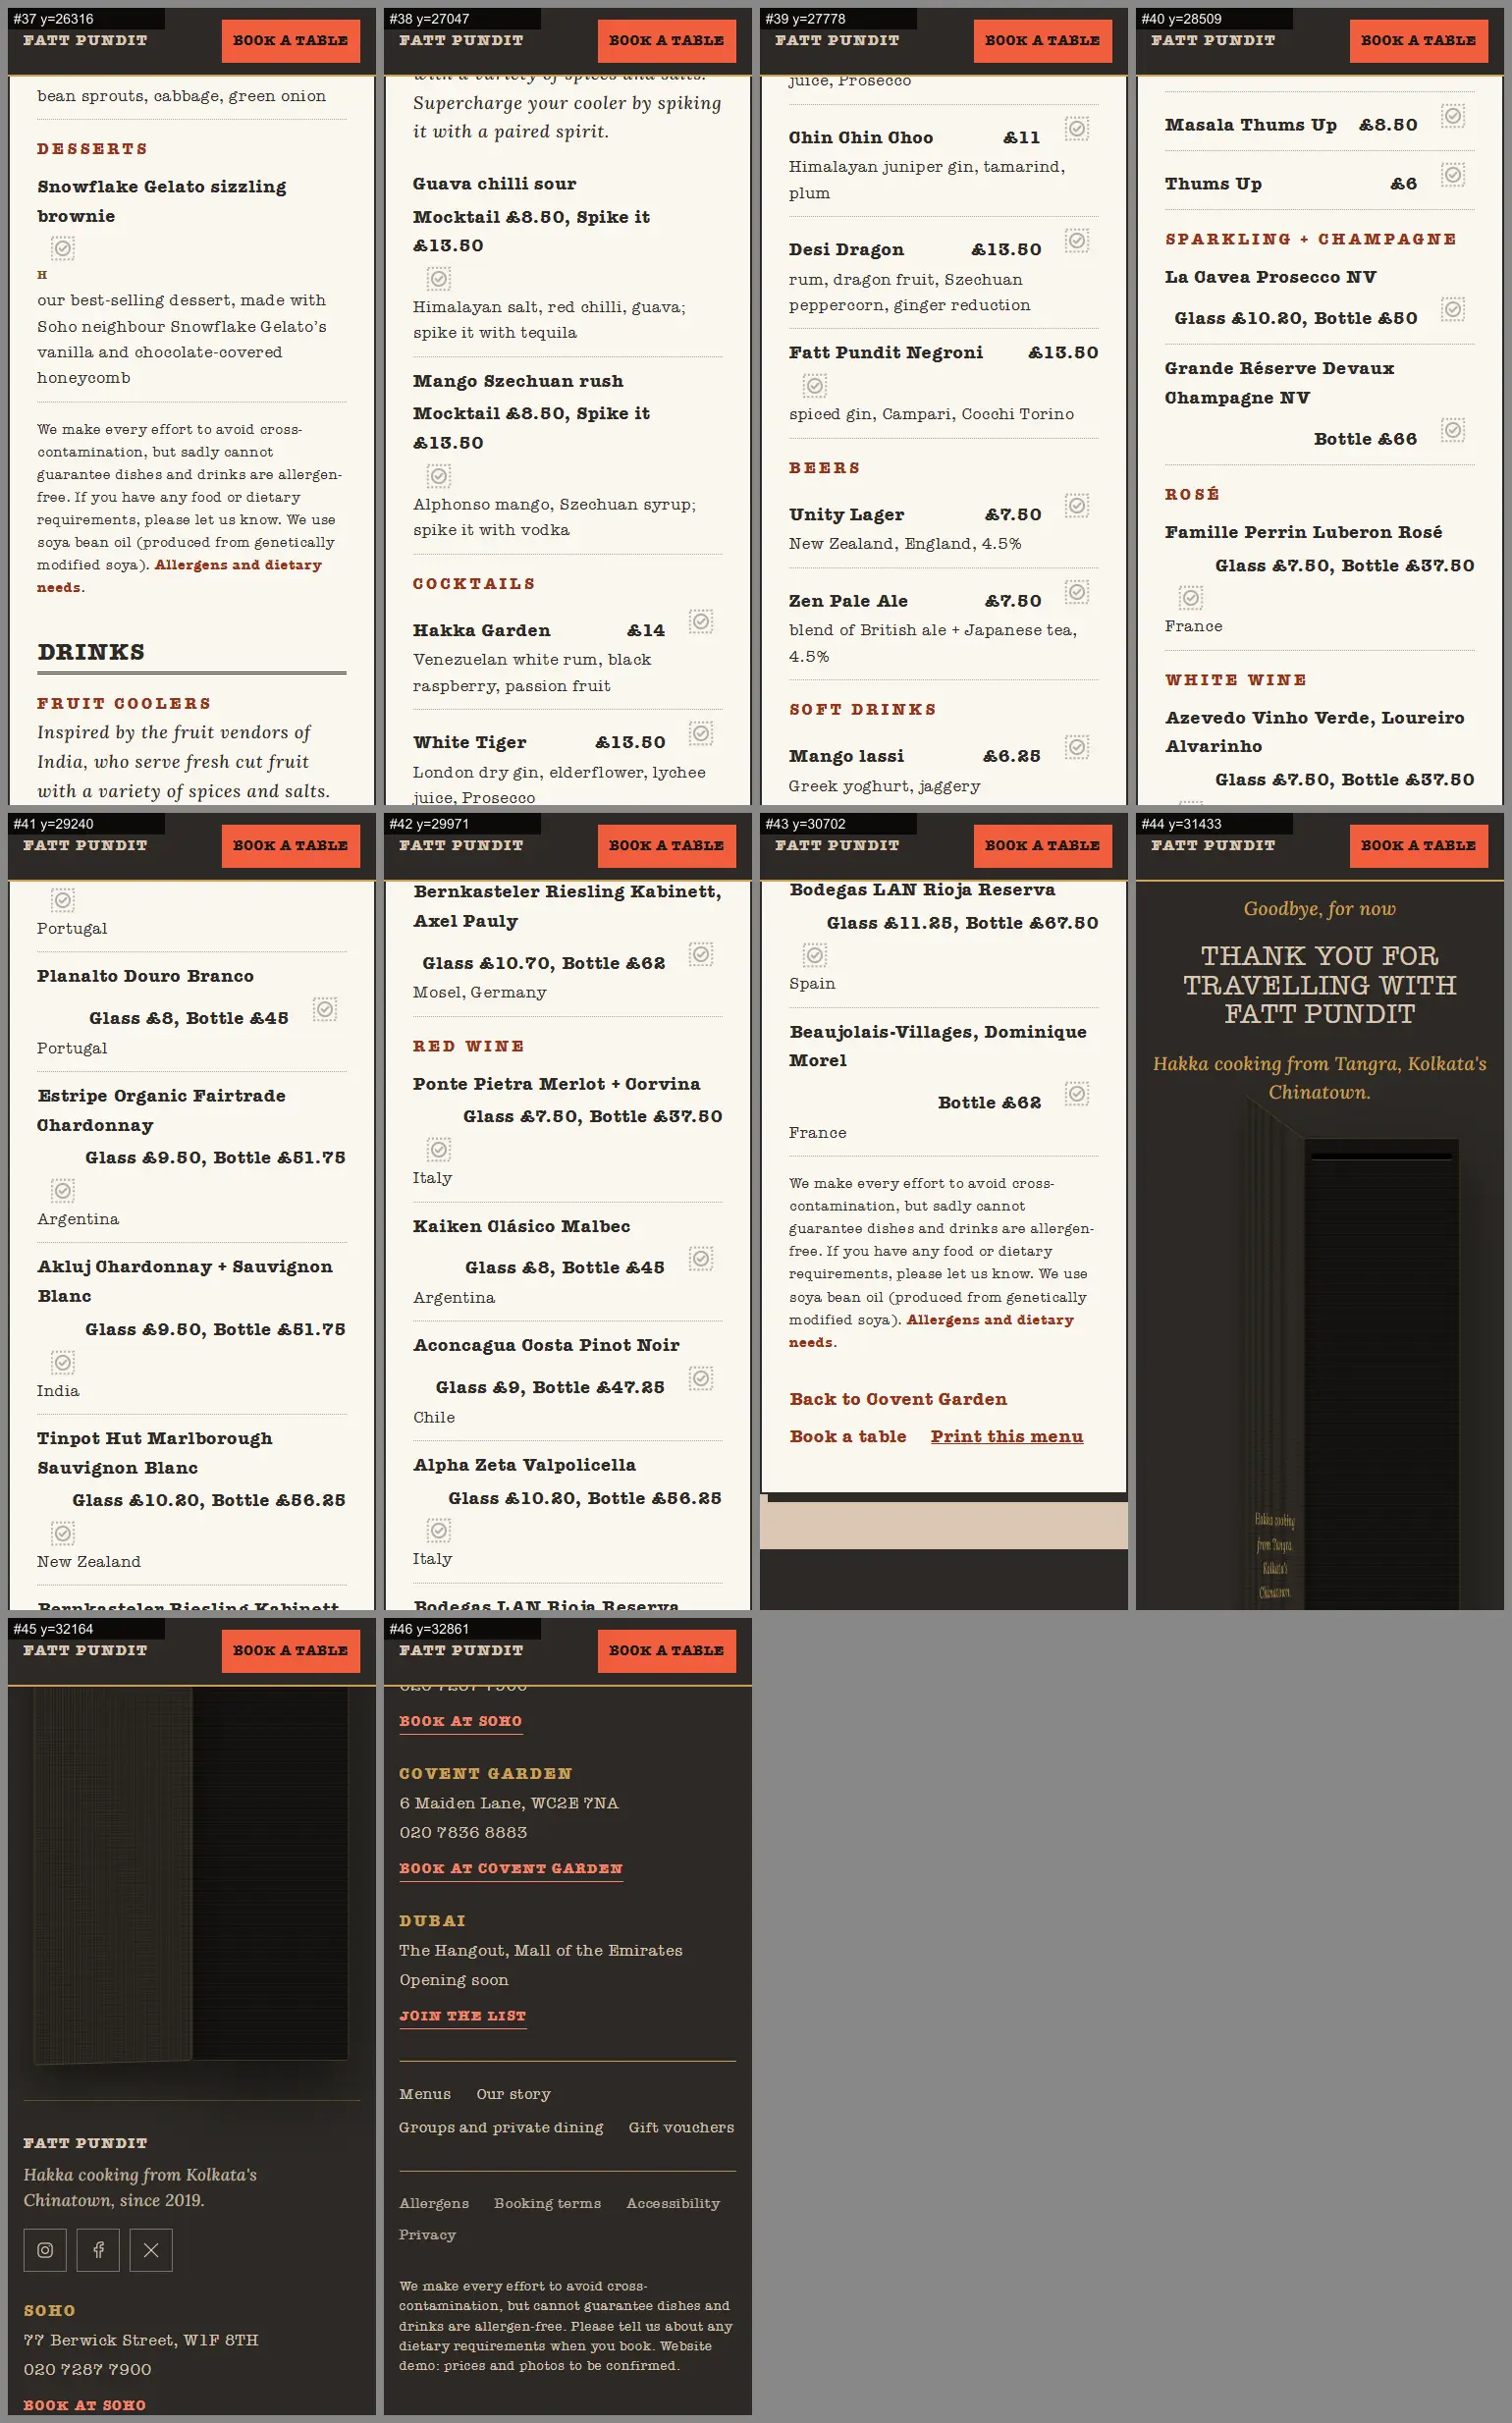 #37 y=26316
FATT PUNDIT
BOOK A TABLE
bean sprouts, cabbage, green onion
DESSERTS
Snowflake Gelato sizzling
brownie
H
our best-selling dessert, made with
Soho neighbour Snowflake Gelato's
vanilla and chocolate-covered
honeycomb
We make every effort to avoid cross-
contamination, but sadly cannot
guarantee dishes and drinks are allergen-
free. If you have any food or dietary
requirements, please let us know. We use
soya bean oil (produced from genetically
modified soya). Allergens and dietary
needs.
DRINKS
FRUIT COOLERS
Inspired by the fruit vendors of
India, who serve fresh cut fruit
with a variety of spices and salts.
#38 y=27047
FATT PUNDIT
BOOK A TABLE
with a variety of spices and salts.
Supercharge your cooler by spiking
it with a paired spirit.
Guava chilli sour
Mocktail £8.50, Spike it
£13.50
Himalayan salt, red chilli, guava;
spike it with tequila
Mango Szechuan rush
Mocktail £8.50, Spike it
£13.50
Alphonso mango, Szechuan syrup;
spike it with vodka
COCKTAILS
Hakka Garden £14
Venezuelan white rum, black
raspberry, passion fruit
White Tiger £13.50
London dry gin, elderflower, lychee
juice, Prosecco
#39 y=27778
FATT PUNDIT
BOOK A TABLE
juice, Prosecco
Chin Chin Choo £11
Himalayan juniper gin, tamarind,
plum
Desi Dragon £13.50
rum, dragon fruit, Szechuan
peppercorn, ginger reduction
Fatt Pundit Negroni £13.50
spiced gin, Campari, Cocchi Torino
BEERS
Unity Lager £7.50
New Zealand, England, 4.5%
Zen Pale Ale £7.50
blend of British ale + Japanese tea,
4.5%
SOFT DRINKS
Mango lassi £6.25
Greek yoghurt, jaggery
#40 y=28509
FATT PUNDIT
BOOK A TABLE
Masala Thums Up £8.50
Thums Up £6
SPARKLING + CHAMPAGNE
La Cavea Prosecco NV
Glass £10.20, Bottle £50
Grande Réserve Devaux
Champagne NV
Bottle £66
ROSÉ
Famille Perrin Luberon Rosé
Glass £7.50, Bottle £37.50
France
WHITE WINE
Azevedo Vinho Verde, Loureiro
Alvarinho
Glass £7.50, Bottle £37.50
#41 y=29240
FATT PUNDIT
BOOK A TABLE
Portugal
Planalto Douro Branco
Glass £8, Bottle £45
Portugal
Estripe Organic Fairtrade
Chardonnay
Glass £9.50, Bottle £51.75
Argentina
Akluj Chardonnay + Sauvignon
Blanc
Glass £9.50, Bottle £51.75
India
Tinpot Hut Marlborough
Sauvignon Blanc
Glass £10.20, Bottle £56.25
New Zealand
Bernkasteler Riesling Kabinett,
#42 y=29971
FATT PUNDIT
BOOK A TABLE
Bernkasteler Riesling Kabinett,
Axel Pauly
Glass £10.70, Bottle £62
Mosel, Germany
RED WINE
Ponte Pietra Merlot + Corvina
Glass £7.50, Bottle £37.50
Italy
Kaiken Clásico Malbec
Glass £8, Bottle £45
Argentina
Aconcagua Costa Pinot Noir
Glass £9, Bottle £47.25
Chile
Alpha Zeta Valpolicella
Glass £10.20, Bottle £56.25
Italy
Bodegas LAN Rioja Reserva
#43 y=30702
FATT PUNDIT
BOOK A TABLE
Bodegas LAN Rioja Reserva
Glass £11.25, Bottle £67.50
Spain
Beaujolais-Villages, Dominique
Morel
Bottle £62
France
We make every effort to avoid cross-
contamination, but sadly cannot
guarantee dishes and drinks are allergen-
free. If you have any food or dietary
requirements, please let us know. We use
soya bean oil (produced from genetically
modified soya). Allergens and dietary
needs.
Back to Covent Garden
Book a table Print this menu
#44 y=31433
FATT PUNDIT
BOOK A TABLE
Goodbye, for now
THANK YOU FOR
TRAVELLING WITH
FATT PUNDIT
Hakka cooking from Tangra, Kolkata's
Chinatown.
Hakka cooking
from Tangra,
Kolkata's
Chinatown.
#45 y=32164
FATT PUNDIT
BOOK A TABLE
FATT PUNDIT
Hakka cooking from Kolkata's
Chinatown, since 2019.
SOHO
77 Berwick Street, W1F 8TH
020 7287 7900
BOOK AT SOHO
#46 y=32861
FATT PUNDIT
BOOK A TABLE
020 7287 7900
BOOK AT SOHO
COVENT GARDEN
6 Maiden Lane, WC2E 7NA
020 7836 8883
BOOK AT COVENT GARDEN
DUBAI
The Hangout, Mall of the Emirates
Opening soon
JOIN THE LIST
Menus Our story
Groups and private dining Gift vouchers
Allergens Booking terms Accessibility
Privacy
We make every effort to avoid cross-
contamination, but cannot guarantee dishes and
drinks are allergen-free. Please tell us about any
dietary requirements when you book. Website
demo: prices and photos to be confirmed.